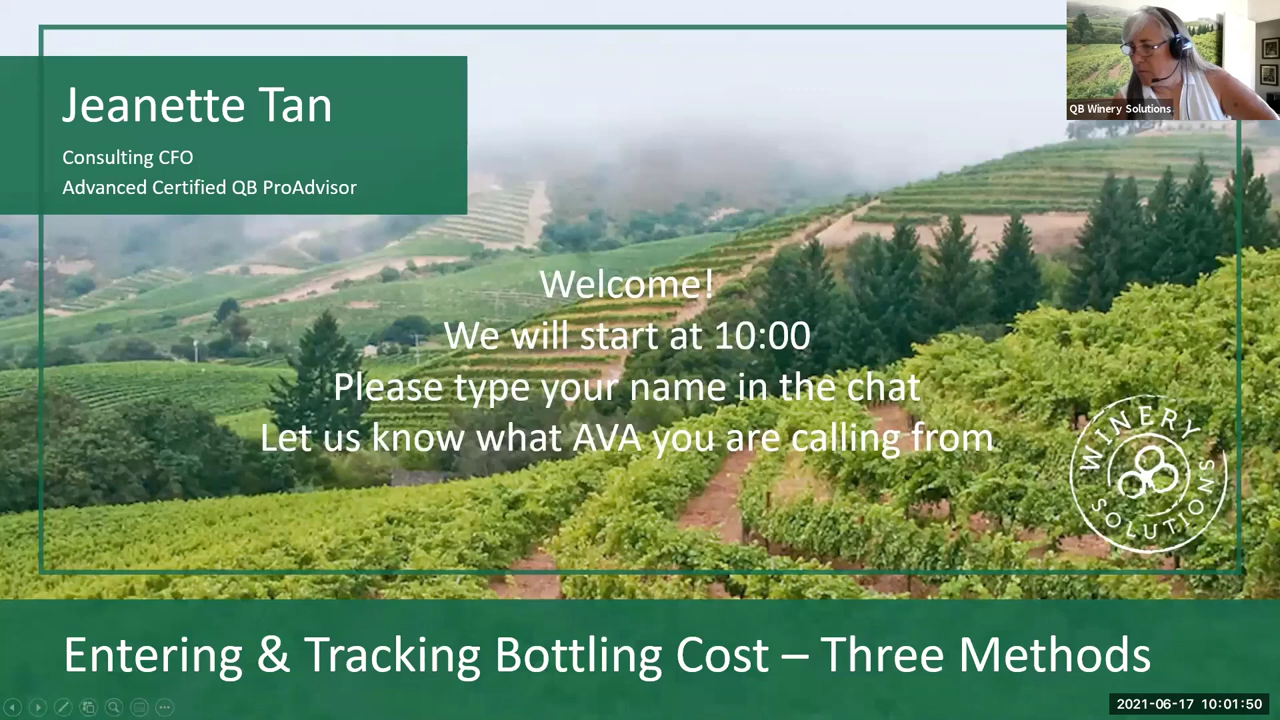 Jeanette Tan
Consulting CFO
Advanced Certified QB ProAdvisor
QB Winery Solutions
Welcome!
We will start at 10:00
Please type your name in the chat
Let us know what AVA you are calling from
WINERY
SOLUTIONS
Entering & Tracking Bottling Cost – Three Methods
2021-06-17 10:01:50